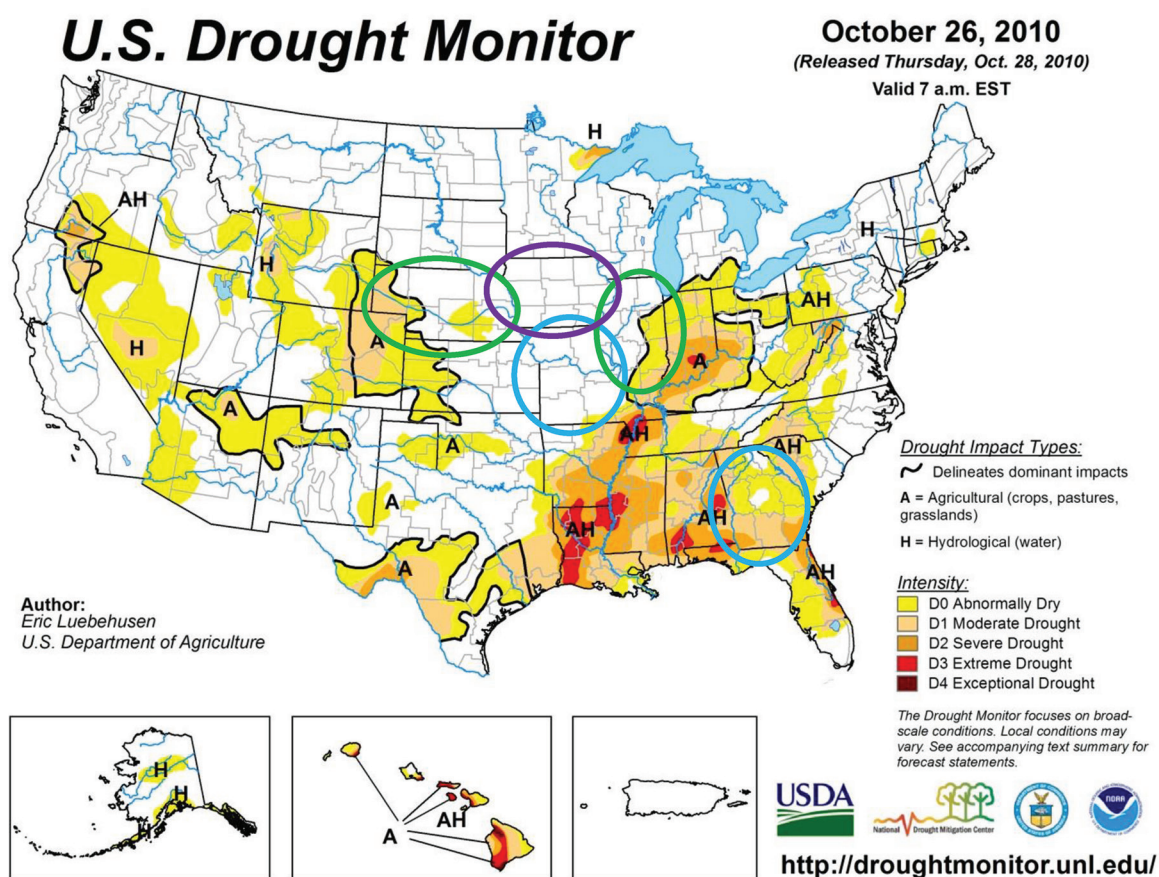 U.S. Drought Monitor
October 26, 2010
(Released Thursday, Oct. 28, 2010)
Valid 7 a.m. EST
H
AH
H
H
AH
H
A
A
A
A
AH
AH
A
A
AH
AH
A
AH
Drought Impact Types:
Delineates dominant impacts
A = Agricultural (crops, pastures,
grasslands)
H = Hydrological (water)
Intensity:
D0 Abnormally Dry
D1 Moderate Drought
D2 Severe Drought
D3 Extreme Drought
D4 Exceptional Drought
Author:
Eric Luebehusen
U.S. Department of Agriculture
The Drought Monitor focuses on broad-
scale conditions. Local conditions may
vary. See accompanying text summary for
forecast statements.
H
H
H
A
AH
USDA
National Drought Mitigation Center
NOAA
http://droughtmonitor.unl.edu/